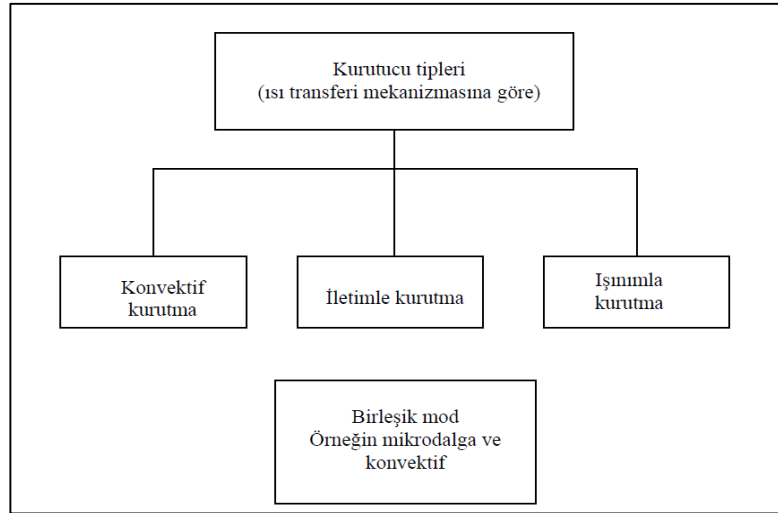 Kurutucu tipleri
(ısı transferi mekanizmasına göre)
Konvektif
kurutma
İletimle kurutma
Işınımla
kurutma
Birleşik mod
Örneğin mikrodalga ve
konvektif